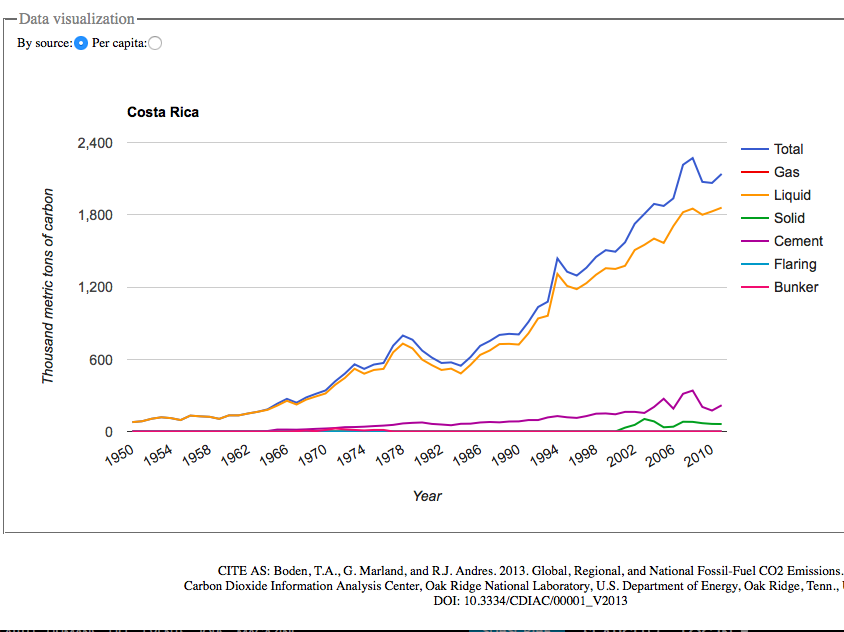 Data visualization
By source: Per capita:
Costa Rica
2,400
1,800
1,200
600
0
Thousand metric tons of carbon
1950 1954 1958 1962 1966 1970 1974 1978 1982 1986 1990 1994 1998 2002 2006 2010
Year
Total
Gas
Liquid
Solid
Cement
Flaring
Bunker
CITE AS: Boden, T.A., G. Marland, and R.J. Andres. 2013. Global, Regional, and National Fossil-Fuel CO2 Emissions.
Carbon Dioxide Information Analysis Center, Oak Ridge National Laboratory, U.S. Department of Energy, Oak Ridge, Tenn.,
DOI: 10.3334/CDIAC/00001_V2013